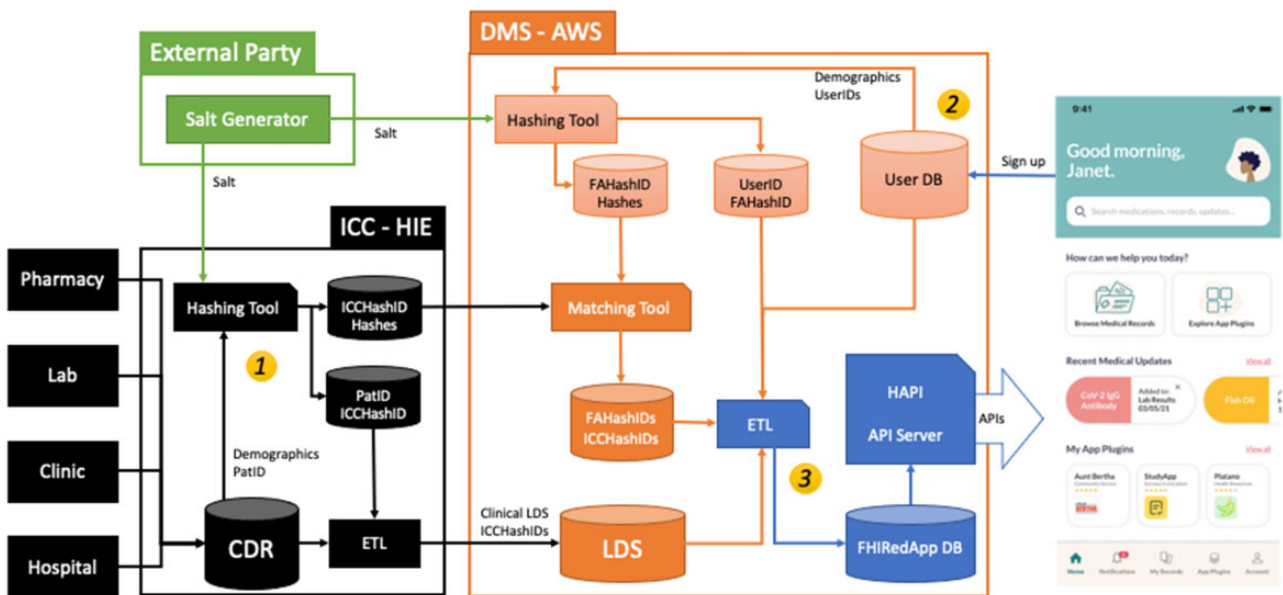 External Party
Salt Generator
Salt
Salt
DMS - AWS
Hashing Tool
Demographics
UserIDs
2
FAHashID
Hashes
UserID
FAHashID
User DB
Sign up
ICC - HIE
Pharmacy
Lab
Clinic
Hospital
Hashing Tool
1
ICCHashID
Hashes
PatID
ICCHashID
Demographics
PatID
CDR
ETL
Matching Tool
FAHashIDs
ICCHashIDs
ETL
3
Clinical LDS
ICCHashIDs
LDS
HAPI
API Server
APIs
FHIRedApp DB
9:41
Good morning,
Janet.
Search medications, records, updates...
How can we help you today?
Browse Medical Records
Explore App Plugins
Recent Medical Updates
View all
CoV-2 IgG
Antibody
Added to:
Lab Results
03/05/21
Fish Oil
My App Plugins
View all
Aunt Bertha
StudyApp
Platano
Home
Notifications
My Records
App Plugins
Account